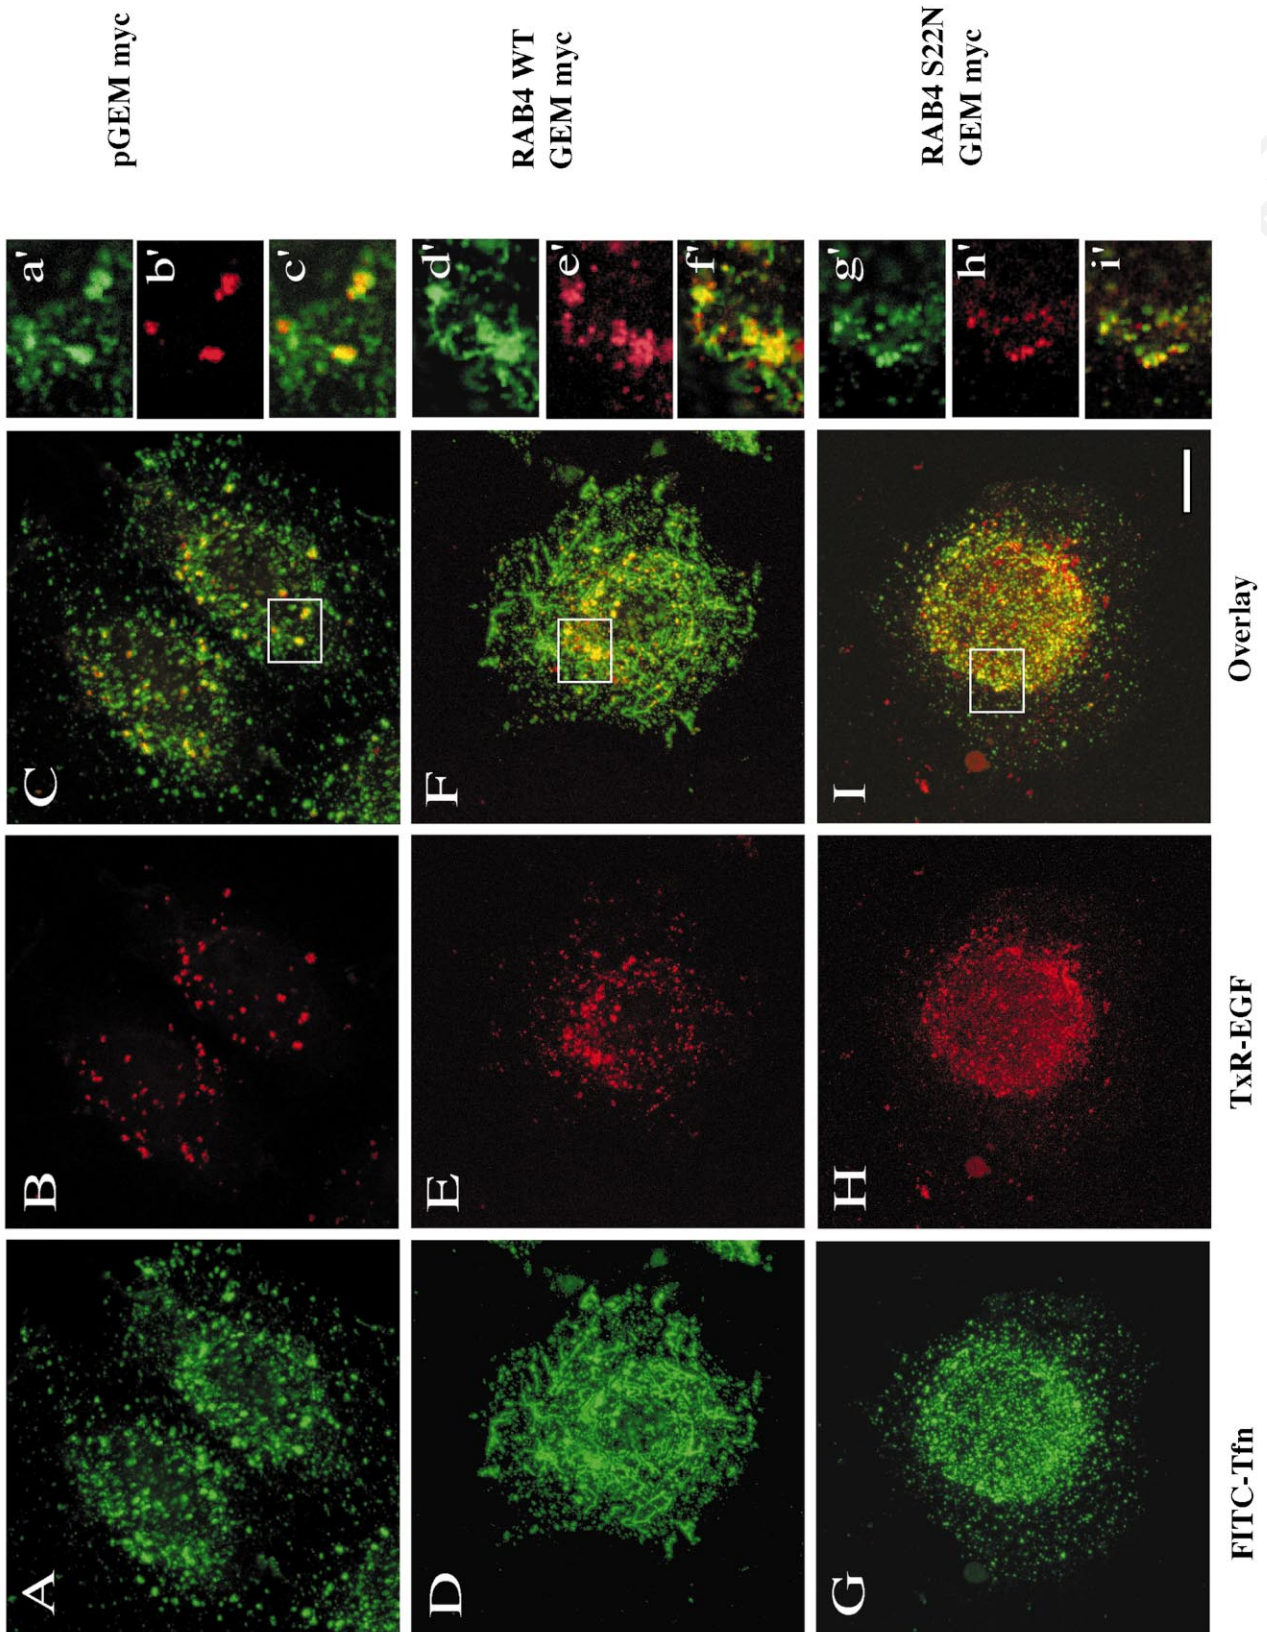 pGEM myc
A
B
C
a'
b'
c'
RAB4 WT
GEM myc
D
E
F
d'
e'
f'
RAB4 S22N
GEM myc
G
H
I
g'
h'
i'
FITC-Tfn
TxR-EGF
Overlay